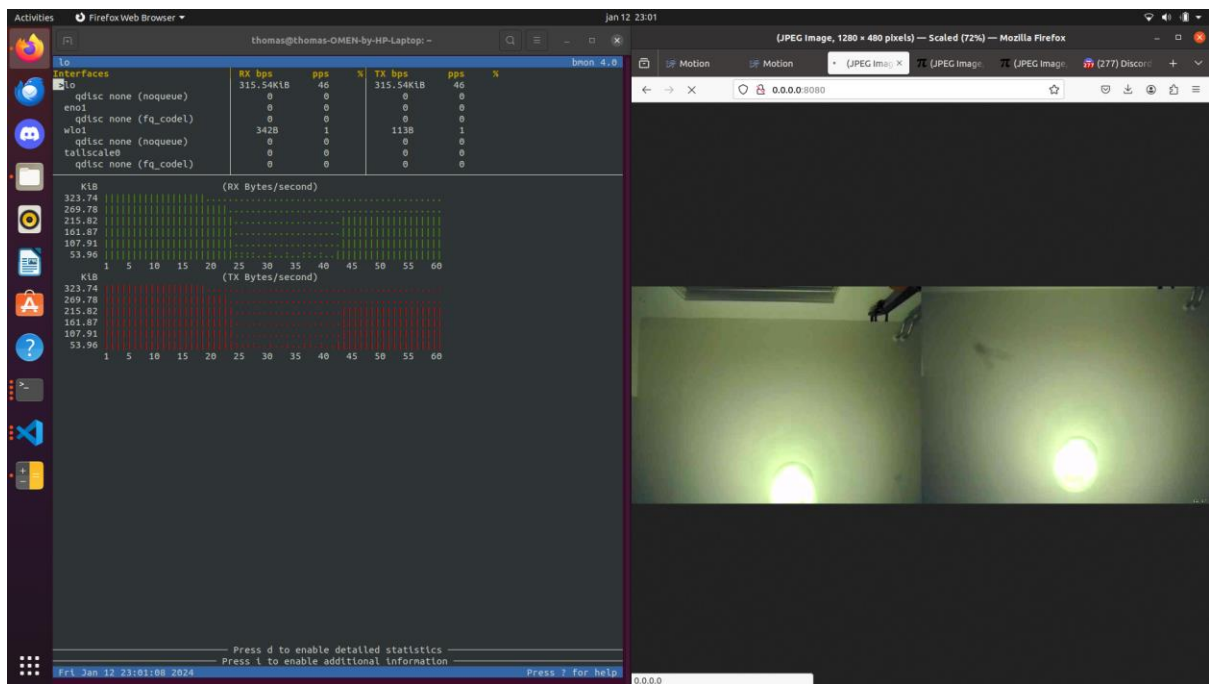 Activities Firefox Web Browser jan 12 23:01
thomas@thomas-OMEN-by-HP-Laptop: ~
lo bmon 4.0
Interfaces RX bps pps % TX bps pps %
>lo 315.54KiB 46 315.54KiB 46
qdisc none (noqueue) 0 0 0 0
eno1 0 0 0 0
qdisc none (fq_codel) 0 0 0 0
wlo1 342B 1 113B 1
qdisc none (noqueue) 0 0 0 0
tailscale0 0 0 0 0
qdisc none (fq_codel) 0 0 0 0
KiB (RX Bytes/second)
323.74
269.78
215.82
161.87
107.91
53.96
1 5 10 15 20 25 30 35 40 45 50 55 60
KiB (TX Bytes/second)
323.74
269.78
215.82
161.87
107.91
53.96
1 5 10 15 20 25 30 35 40 45 50 55 60
Press d to enable detailed statistics
Press i to enable additional information
Fri Jan 12 23:01:08 2024 Press ? for help
(JPEG Image, 1280 × 480 pixels) — Scaled (72%) — Mozilla Firefox
Motion Motion (JPEG Imag (JPEG Image, (JPEG Image, (277) Discord
0.0.0.0:8080
0.0.0.0